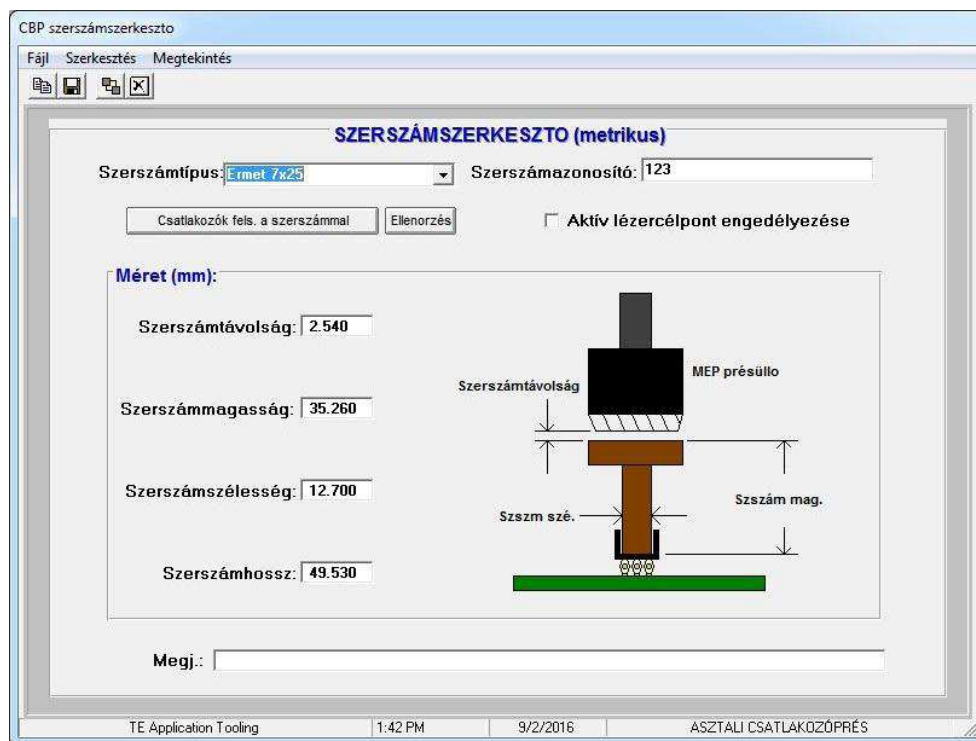 CBP szerszámszerkeszto
Fájl Szerkesztés Megtekintés
SZERSZÁMSZERKESZTO (metrikus)
Szerszámtípus: Ermet 7x25 Szerszámazonosító: 123
Csatlakozók fels. a szerszámmal Ellenorzés Aktív lézercélpont engedélyezése
Méret (mm):
Szerszámtávolság: 2.540
Szerszámmagasság: 35.260
Szerszámszélesség: 12.700
Szerszámhossz: 49.530
MEP présüllo
Szerszámtávolság
Szszám mag.
Szszm szé.
Megj.:
TE Application Tooling 1:42 PM 9/2/2016 ASZTALI CSATLAKOZÓPRÉS